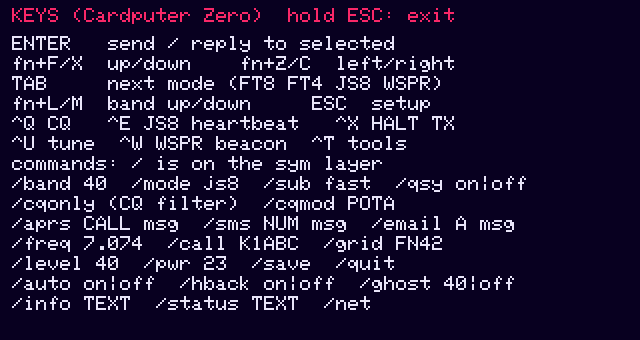 KEYS (Cardputer Zero)  hold ESC: exit
ENTER   send / reply to selected
fn+F/X  up/down    fn+Z/C  left/right
TAB     next mode (FT8 FT4 JS8 WSPR)
fn+L/M  band up/down     ESC  setup
^Q CQ   ^E JS8 heartbeat   ^X HALT TX
^U tune  ^W WSPR beacon  ^T tools
commands: / is on the sym layer
/band 40  /mode js8  /sub fast  /qsy on|off
/cqonly (CQ filter)  /cqmod POTA
/aprs CALL msg  /sms NUM msg  /email A msg
/freq 7.074  /call K1ABC  /grid FN42
/level 40  /pwr 23  /save  /quit
/auto on|off  /hback on|off  /ghost 40|off
/info TEXT  /status TEXT  /net